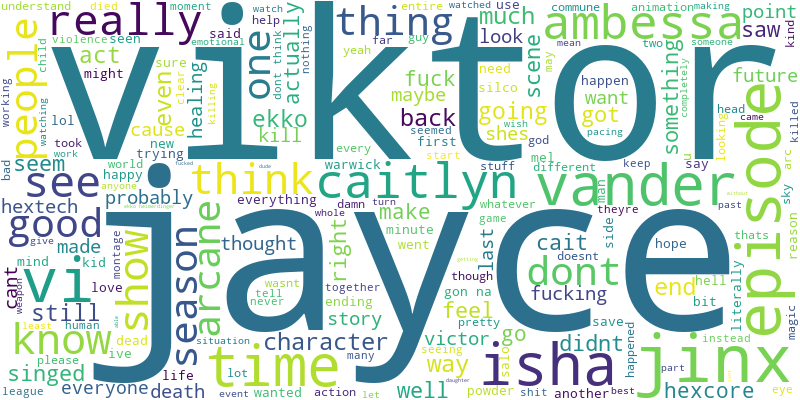 understand died moment watch watched use commune animation making
really help entire
violence seen said emotional yeah far guy nothing
thing much look ambessa mean two someone point saw kind
people child act might sure clear killing
viktor
one actually dont think fuck maybe need silco scene may happen want something completely future
working even healing
lol cause ekko kill back going shes got head came
watching bad took work new trying every seemed first god wish pacing looking arc killed
seem world happy anyone fucked start warwick stuff mel different keep u say
see think caitlyn vander episode
hextech probably everything damn turn whatever man theyre past sky
jayce
good made give montage arcane whole make minute game side thats reason
thought right went last cait doesnt hope
mind kid wasnt together though dont
vi show season tell never ending gon na fucking end hell bit literally
cant weapon love still story feel pretty go didnt save magic
know least human character victor happened instead
singed please dead live situation many seeing way said isha jinx part
everyone life time lot powder shit another best hexcore eye
league death event wanted action let daughter well